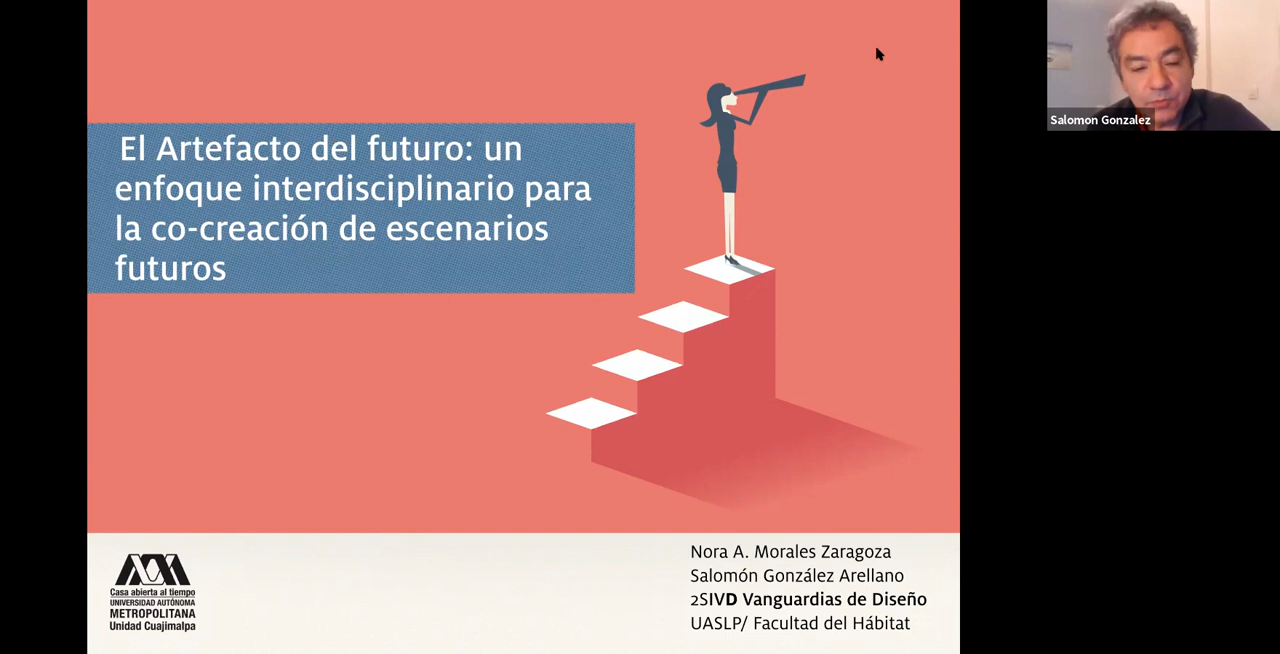 El Artefacto del futuro: un
enfoque interdisciplinario para
la co-creación de escenarios
futuros
Salomon Gonzalez
Casa abierta al tiempo
UNIVERSIDAD AUTÓNOMA
METROPOLITANA
Unidad Cuajimalpa
Nora A. Morales Zaragoza
Salomón González Arellano
2SIVD Vanguardias de Diseño
UASLP/ Facultad del Hábitat